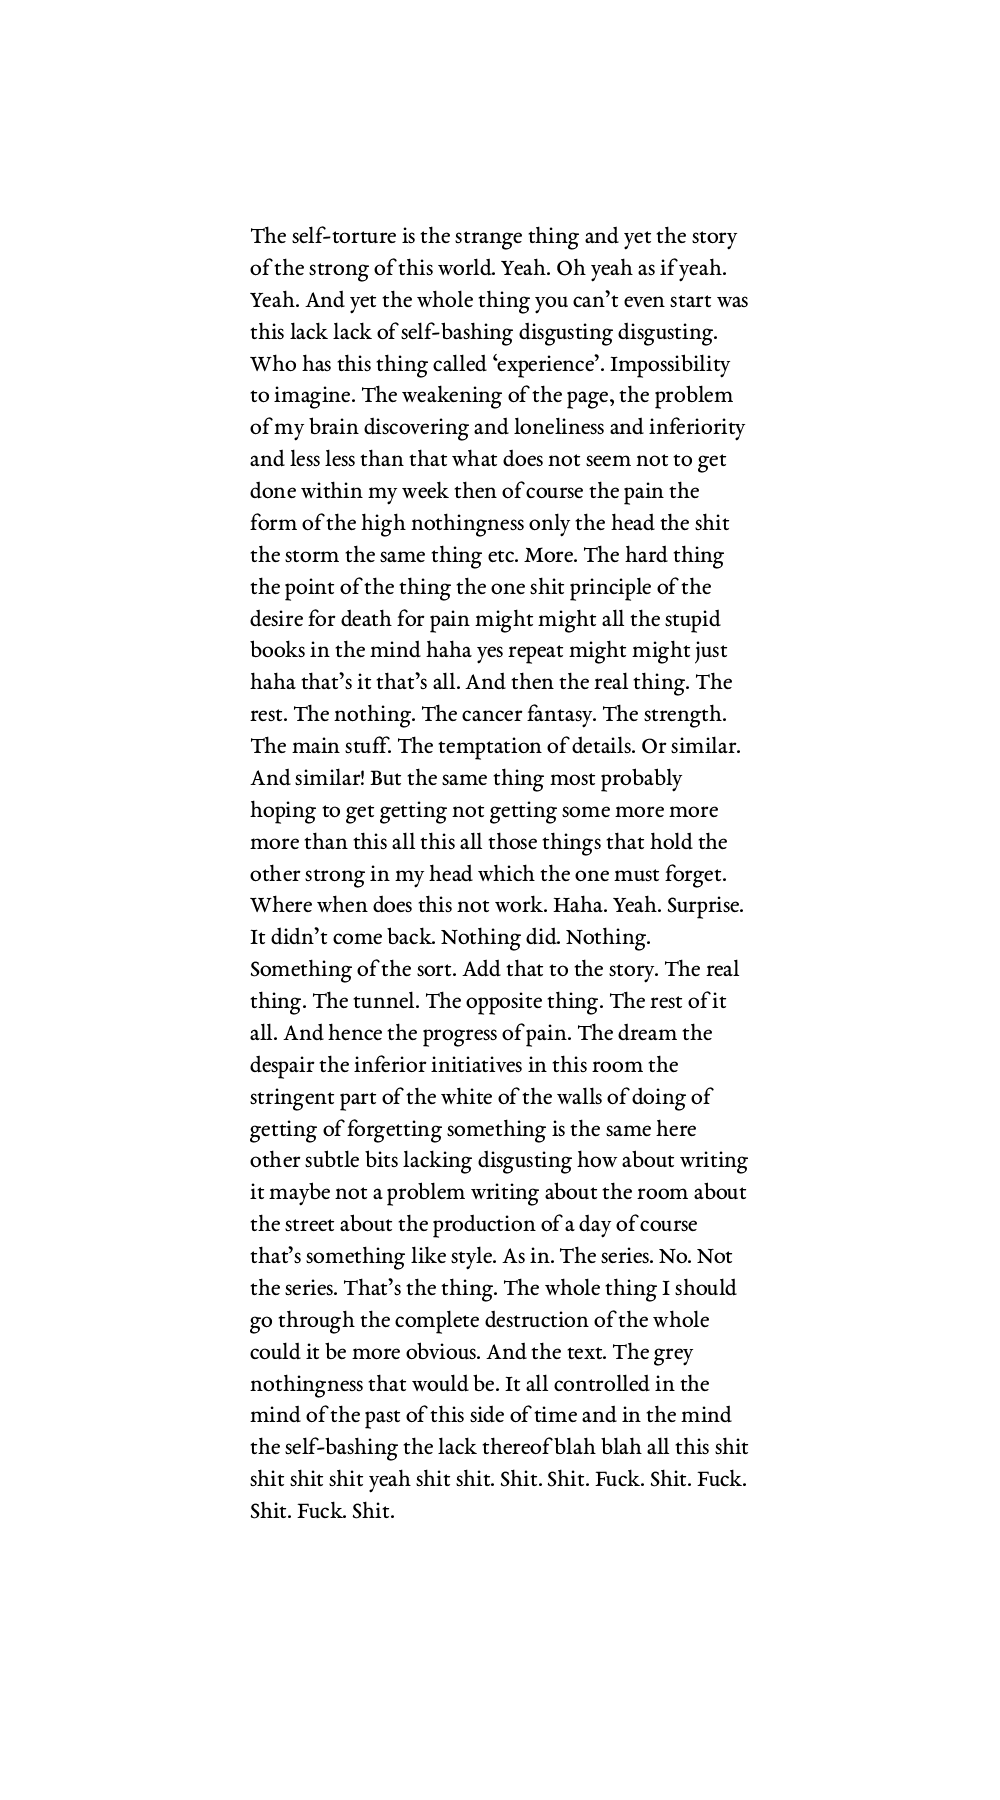 The self-torture is the strange thing and yet the story
of the strong of this world. Yeah. Oh yeah as if yeah.
Yeah. And yet the whole thing you can’t even start was
this lack lack of self-bashing disgusting disgusting.
Who has this thing called ‘experience’. Impossibility
to imagine. The weakening of the page, the problem
of my brain discovering and loneliness and inferiority
and less less than that what does not seem not to get
done within my week then of course the pain the
form of the high nothingness only the head the shit
the storm the same thing etc. More. The hard thing
the point of the thing the one shit principle of the
desire for death for pain might might all the stupid
books in the mind haha yes repeat might might just
haha that’s it that’s all. And then the real thing. The
rest. The nothing. The cancer fantasy. The strength.
The main stuff. The temptation of details. Or similar.
And similar! But the same thing most probably
hoping to get getting not getting some more more
more than this all this all those things that hold the
other strong in my head which the one must forget.
Where when does this not work. Haha. Yeah. Surprise.
It didn’t come back. Nothing did. Nothing.
Something of the sort. Add that to the story. The real
thing. The tunnel. The opposite thing. The rest of it
all. And hence the progress of pain. The dream the
despair the inferior initiatives in this room the
stringent part of the white of the walls of doing of
getting of forgetting something is the same here
other subtle bits lacking disgusting how about writing
it maybe not a problem writing about the room about
the street about the production of a day of course
that’s something like style. As in. The series. No. Not
the series. That’s the thing. The whole thing I should
go through the complete destruction of the whole
could it be more obvious. And the text. The grey
nothingness that would be. It all controlled in the
mind of the past of this side of time and in the mind
the self-bashing the lack thereof blah blah all this shit
shit shit shit yeah shit shit. Shit. Shit. Fuck. Shit. Fuck.
Shit. Fuck. Shit.